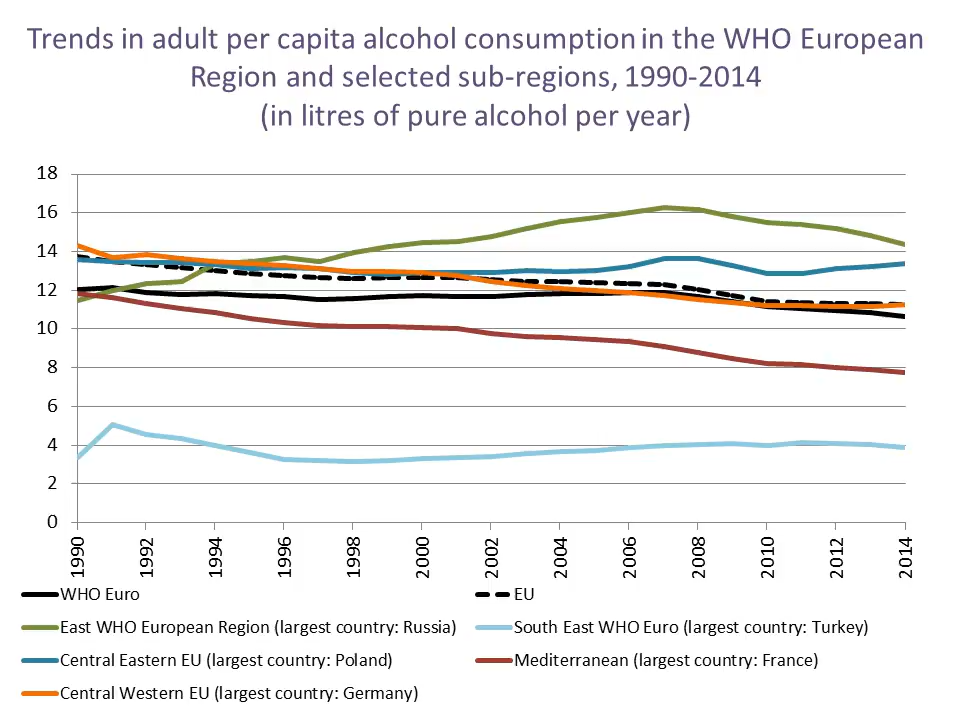 Trends in adult per capita alcohol consumption in the WHO European
Region and selected sub-regions, 1990-2014
(in litres of pure alcohol per year)
18
16
14
12
10
8
6
4
2
0
1990
1992
1994
1996
1998
2000
2002
2004
2006
2008
2010
2012
2014
WHO Euro
EU
East WHO European Region (largest country: Russia)
South East WHO Euro (largest country: Turkey)
Central Eastern EU (largest country: Poland)
Mediterranean (largest country: France)
Central Western EU (largest country: Germany)